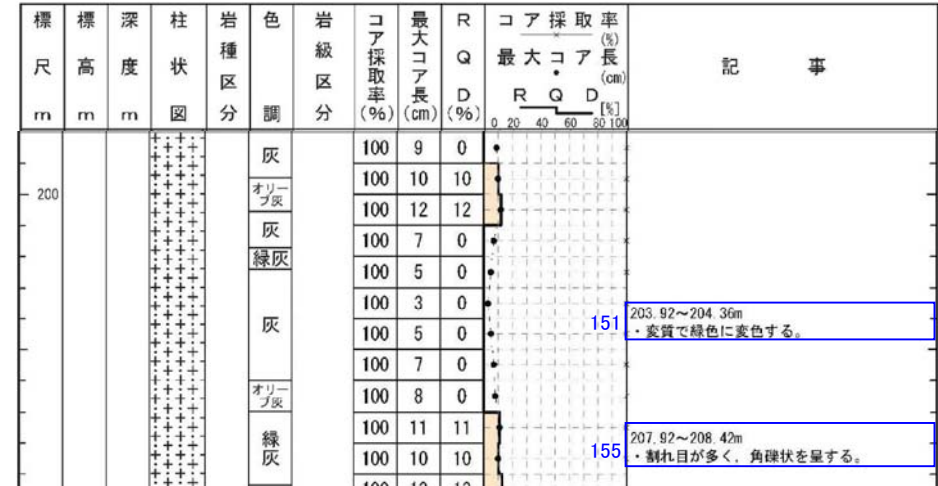 標尺 m
標高 m
深度 m
柱状図
岩種区分
色調
岩級区分
コア採取率(%)
最大コア長(cm)
RQD(%)
コア採取率(%)
最大コア長(cm)
RQD[%]
0 20 40 60 80 100
記事
灰
100 9 0
200
オリーブ灰
100 10 10
100 12 12
灰
100 7 0
緑灰
100 5 0
灰
100 3 0
151
203.92～204.36m
・変質で緑色に変色する。
100 5 0
100 7 0
オリーブ灰
100 8 0
緑灰
100 11 11
155
207.92～208.42m
・割れ目が多く、角礫状を呈する。
100 10 10